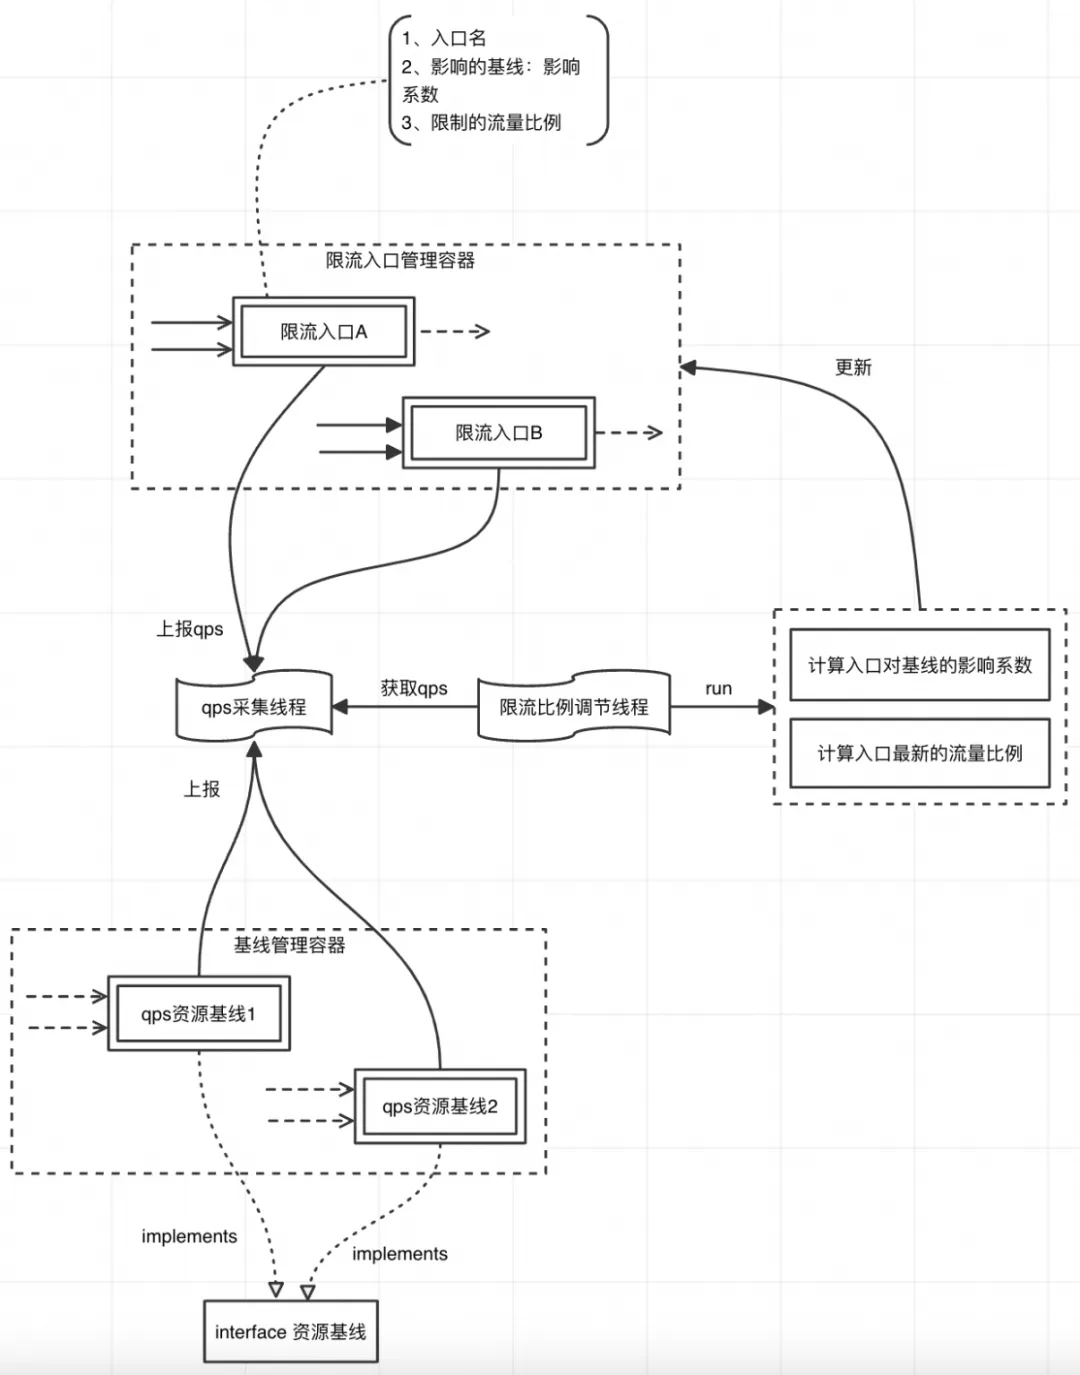 1、入口名
2、影响的基线：影响
系数
3、限制的流量比例
限流入口管理容器
限流入口A
更新
限流入口B
上报qps
计算入口对基线的影响系数
获取qps
run
qps采集线程
限流比例调节线程
计算入口最新的流量比例
上报
基线管理容器
qps资源基线1
qps资源基线2
implements
implements
interface 资源基线